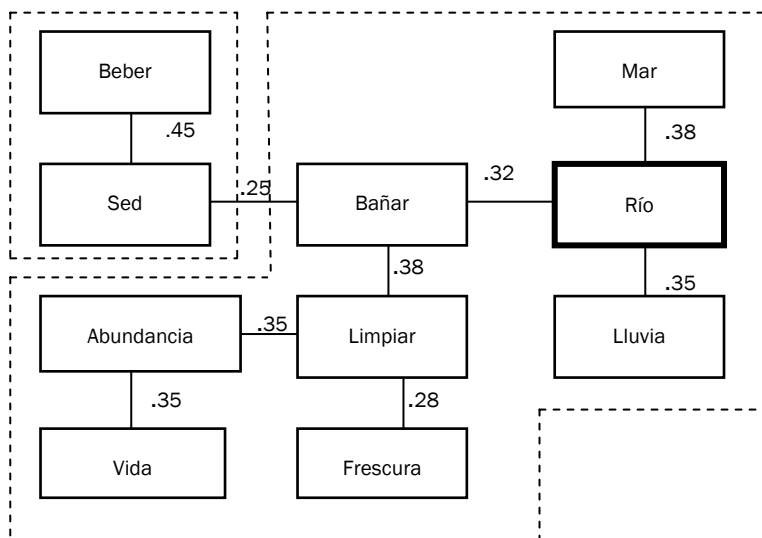 Beber
Mar
.45
.38
Sed
.25
Bañar
.32
Río
.38
.35
Abundancia
.35
Limpiar
Lluvia
.35
.28
Vida
Frescura